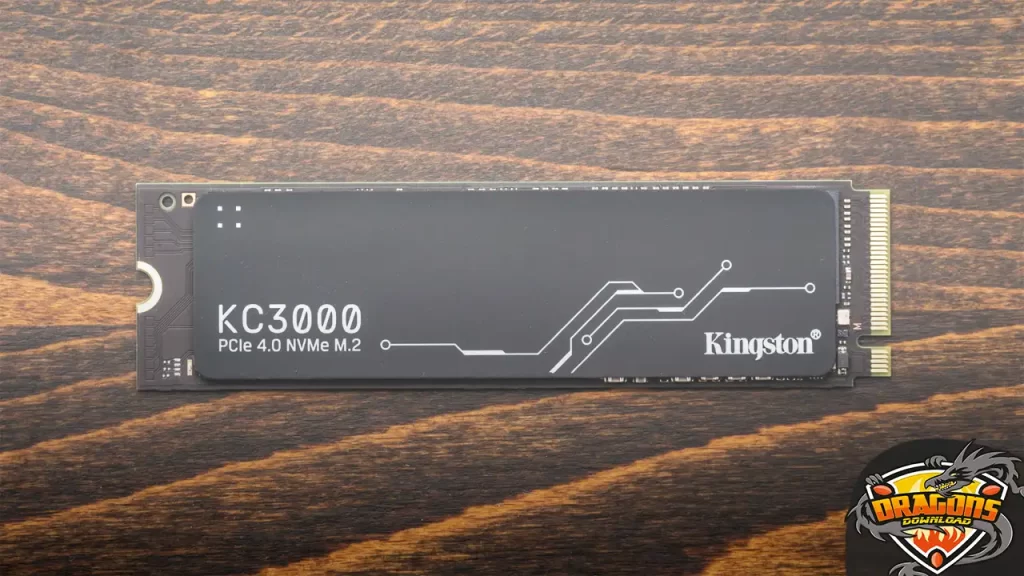 KC3000
PCIe 4.0 NVMe M.2
Kingston®
M
DRAGONS
DOWNLOAD